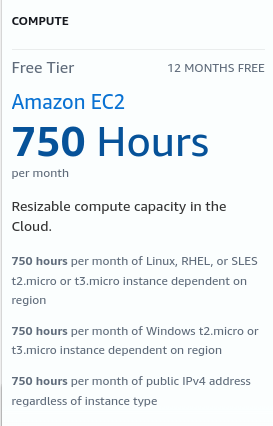 COMPUTE
Free Tier 12 MONTHS FREE
Amazon EC2
750 Hours
per month
Resizable compute capacity in the
Cloud.
750 hours per month of Linux, RHEL, or SLES
t2.micro or t3.micro instance dependent on
region
750 hours per month of Windows t2.micro or
t3.micro instance dependent on region
750 hours per month of public IPv4 address
regardless of instance type